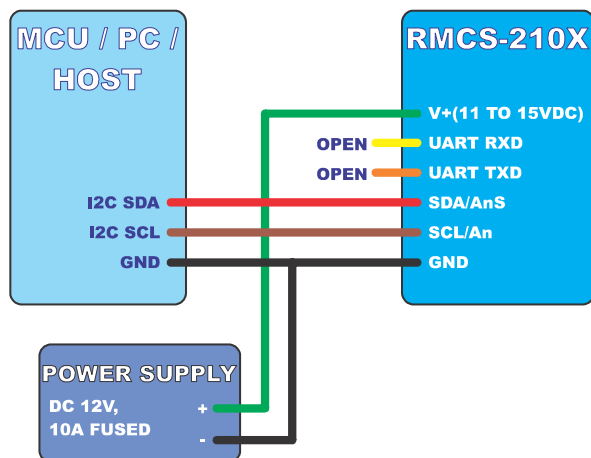 MCU / PC /
HOST
I2C SDA
I2C SCL
GND
OPEN
OPEN
RMCS-210X
V+(11 TO 15VDC)
UART RXD
UART TXD
SDA/AnS
SCL/An
GND
POWER SUPPLY
DC 12V, +
10A FUSED -